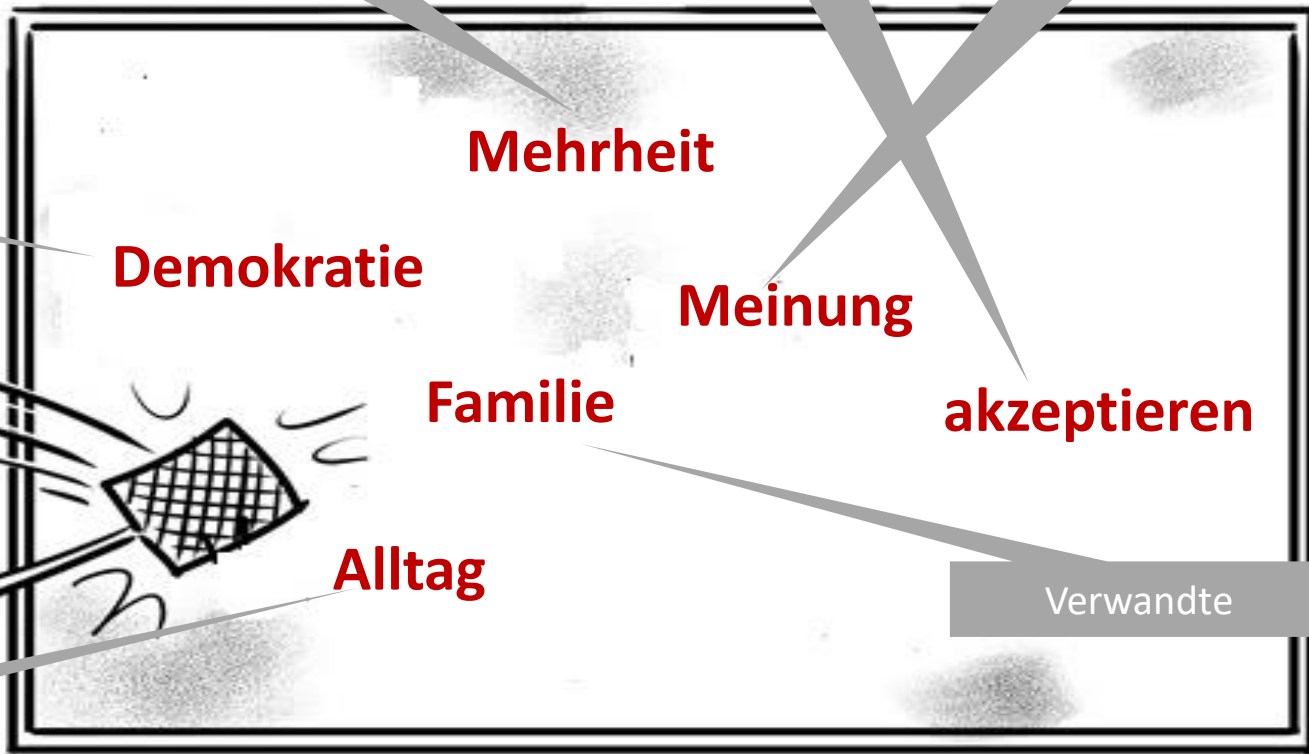 Mehrheit
Demokratie
Meinung
Familie
akzeptieren
Alltag
Verwandte